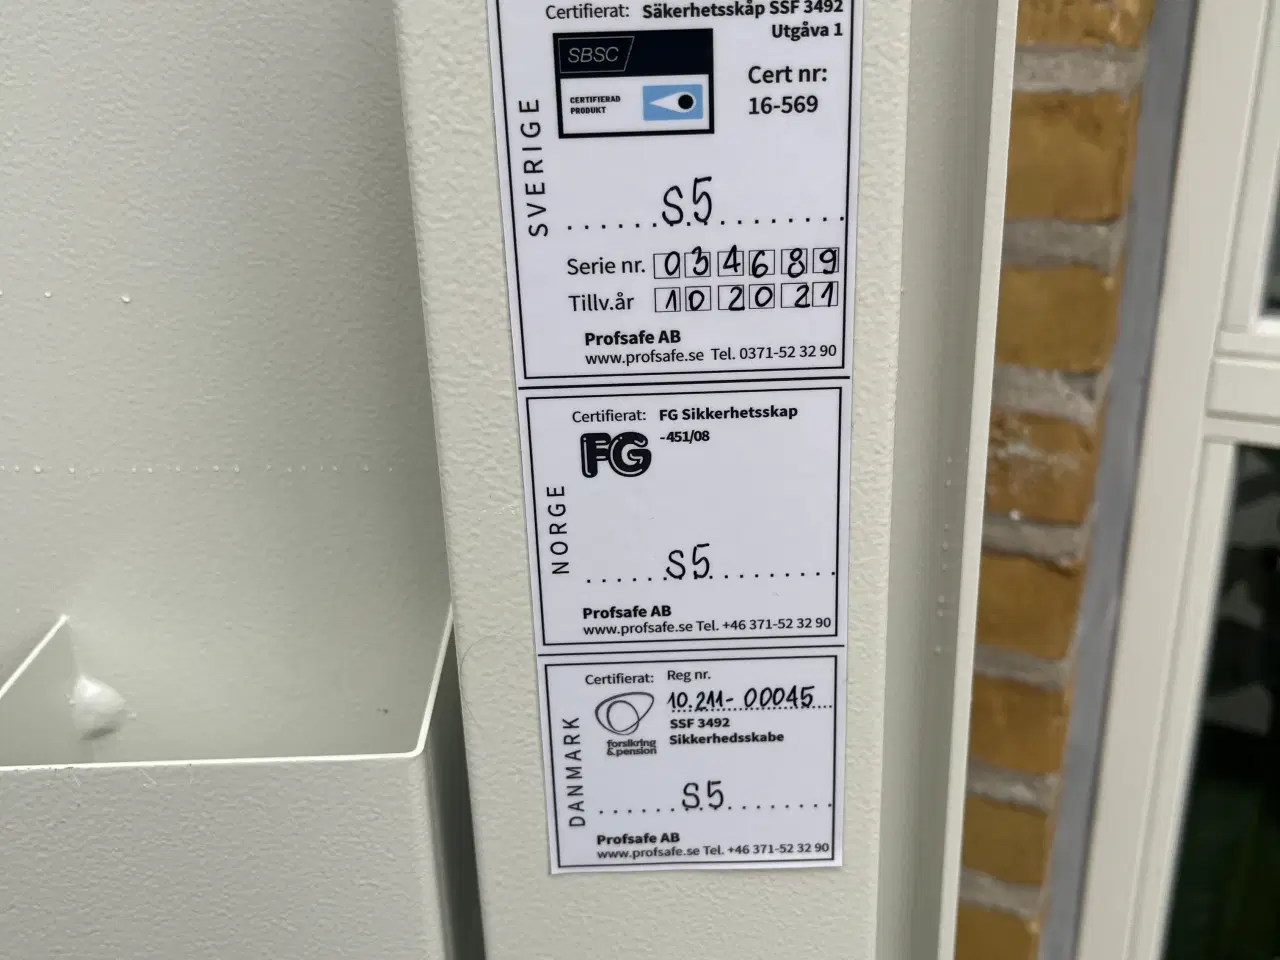 Certifierat: Säkerhetsskåp SSF 3492
Utgåva 1
SBSC
CERTIFIERAD
PRODUKT
Cert nr:
16-569
SVERIGE
S5
Serie nr. 034689
Tillv.år 10 2021
Profsafe AB
www.profsafe.se Tel. 0371-52 32 90
Certifierat: FG Sikkerhetsskap
-451/08
FG
NORGE
S5
Profsafe AB
www.profsafe.se Tel. +46 371-52 32 90
Certifierat: Reg nr.
10.211-00045
SSF 3492
Sikkerhedsskabe
forsikring
&pension
DANMARK
S5
Profsafe AB
www.profsafe.se Tel. +46 371-52 32 90